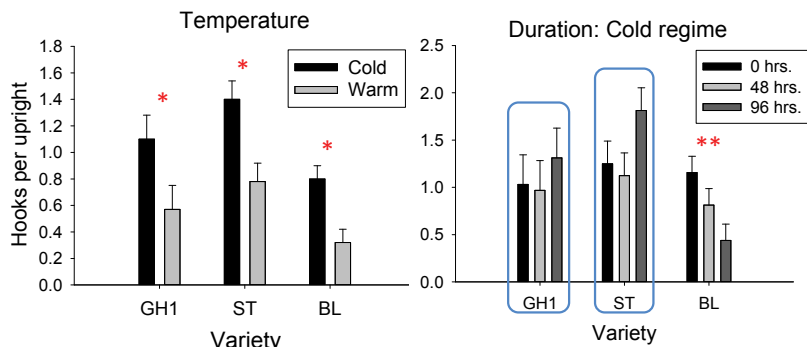 Temperature
Hooks per upright
1.8
1.6
1.4
1.2
1.0
0.8
0.6
0.4
0.2
0.0
*
*
*
Cold
Warm
GH1 ST BL
Variety
Duration: Cold regime
2.5
2.0
1.5
1.0
0.5
0.0
0 hrs.
48 hrs.
96 hrs.
**
GH1 ST BL
Variety